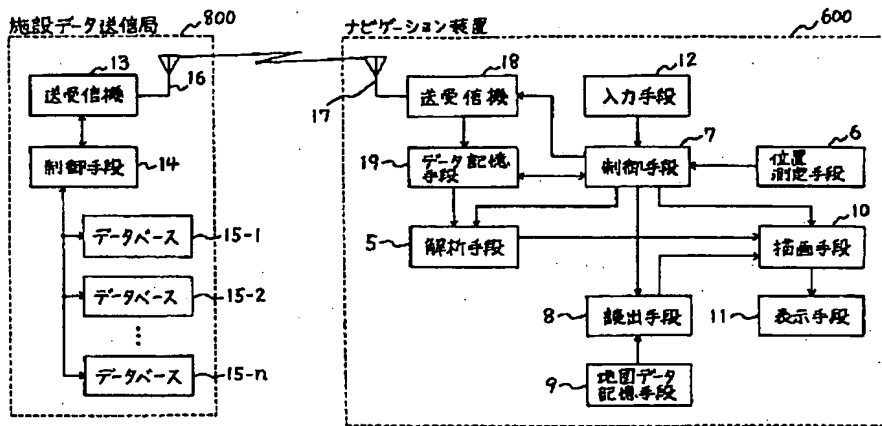 施設データ送信局
800
13
送受信機
16
制御手段
14
データベース
15-1
データベース
15-2
データベース
15-n
ナビゲーション装置
600
17
18
送受信機
12
入力手段
19
データ記憶
手段
7
制御手段
6
位置
測定手段
5
解析手段
10
描画手段
8
読出手段
11
表示手段
9
地図データ
記憶手段